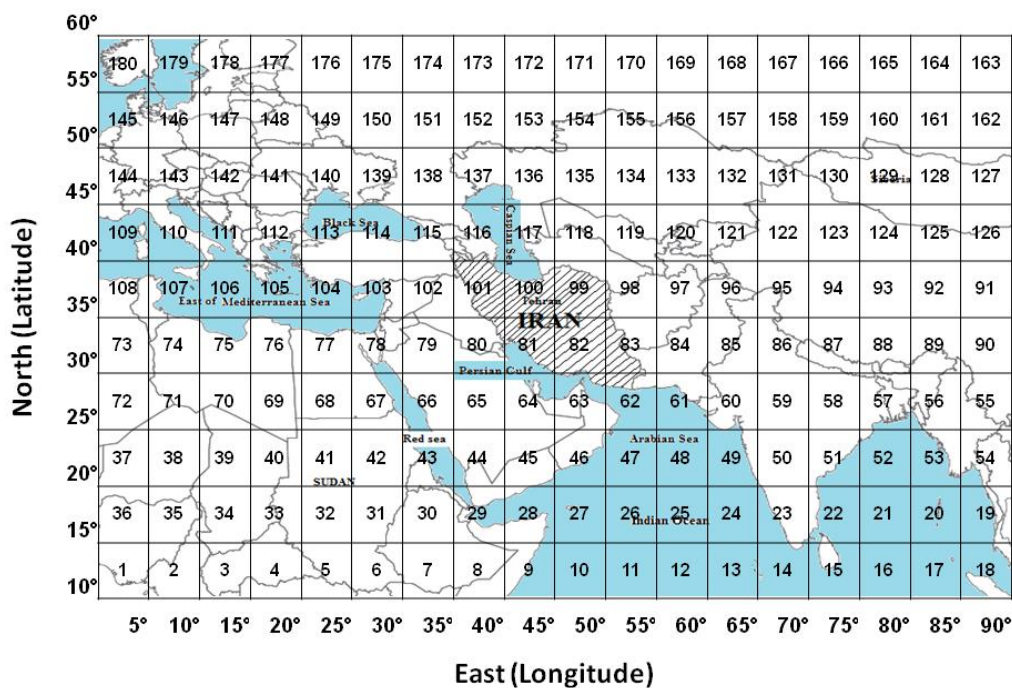 60°
180 179 178 177 176 175 174 173 172 171 170 169 168 167 166 165 164 163
55°
145 146 147 148 149 150 151 152 153 154 155 156 157 158 159 160 161 162
50°
144 143 142 141 140 139 138 137 136 135 134 133 132 131 130 129 128 127
45°
109 110 111 112 113 114 115 116 117 118 119 120 121 122 123 124 125 126
Black Sea
Caspian Sea
40°
108 107 106 105 104 103 102 101 100 99 98 97 96 95 94 93 92 91
East of Mediterranean Sea
Tehran
IRAN
35°
73 74 75 76 77 78 79 80 81 82 83 84 85 86 87 88 89 90
Persian Gulf
30°
72 71 70 69 68 67 66 65 64 63 62 61 60 59 58 57 56 55
25°
Red sea
Arabian Sea
37 38 39 40 41 42 43 44 45 46 47 48 49 50 51 52 53 54
SUDAN
20°
36 35 34 33 32 31 30 29 28 27 26 25 24 23 22 21 20 19
Indian Ocean
15°
1 2 3 4 5 6 7 8 9 10 11 12 13 14 15 16 17 18
10°
5° 10° 15° 20° 25° 30° 35° 40° 45° 50° 55° 60° 65° 70° 75° 80° 85° 90°
North (Latitude)
East (Longitude)